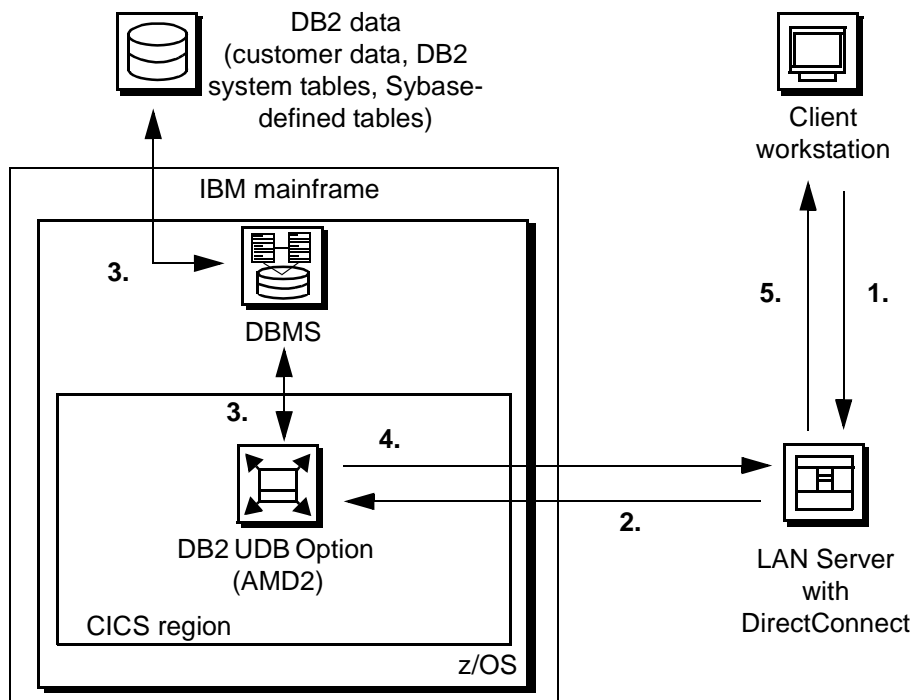 DB2 data
(customer data, DB2
system tables, Sybase-
defined tables)
Client
workstation
IBM mainframe
3.
DBMS
5.
1.
3.
4.
2.
DB2 UDB Option
(AMD2)
LAN Server
with
DirectConnect
CICS region
z/OS